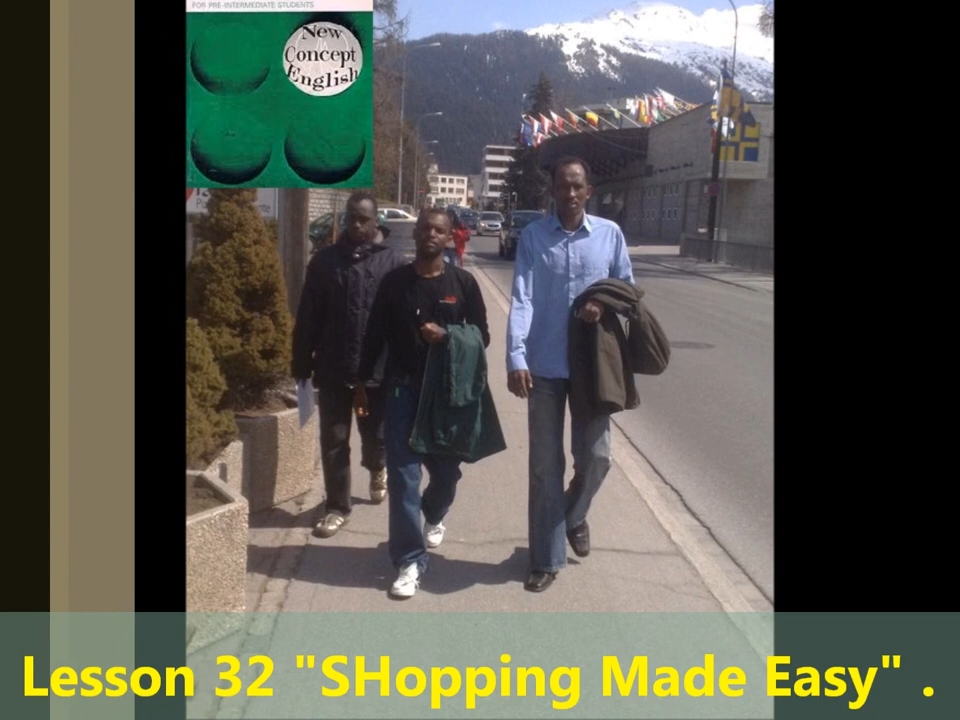 FOR PRE-INTERMEDIATE STUDENTS
New
Concept
English
Lesson 32 "SHopping Made Easy" .